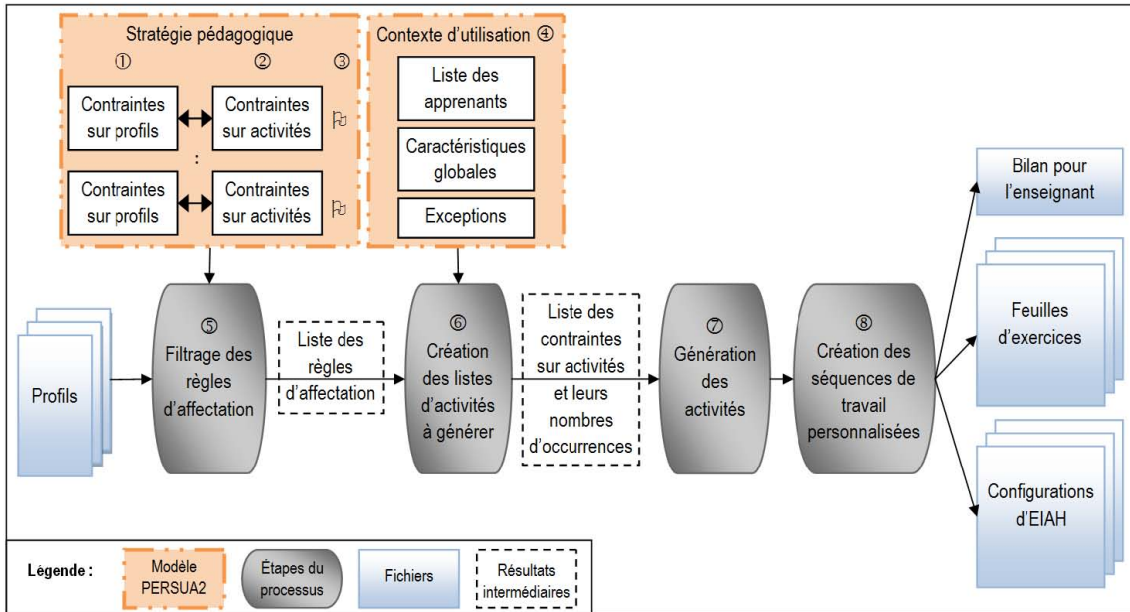 Stratégie pédagogique
① ② ③
Contraintes
sur profils
Contraintes
sur activités
:
Contraintes
sur profils
Contraintes
sur activités
Contexte d'utilisation ④
Liste des
apprenants
Caractéristiques
globales
Exceptions
Profils
⑤
Filtrage des
règles
d'affectation
Liste des
règles
d'affectation
⑥
Création
des listes
d'activités
à générer
Liste des
contraintes
sur activités
et leurs
nombres
d'occurrences
⑦
Génération
des
activités
⑧
Création des
séquences de
travail
personnalisées
Bilan pour
l'enseignant
Feuilles
d'exercices
Configurations
d'EIAH
Légende :
Modèle
PERSUA2
Étapes du
processus
Fichiers
Résultats
intermédiaires